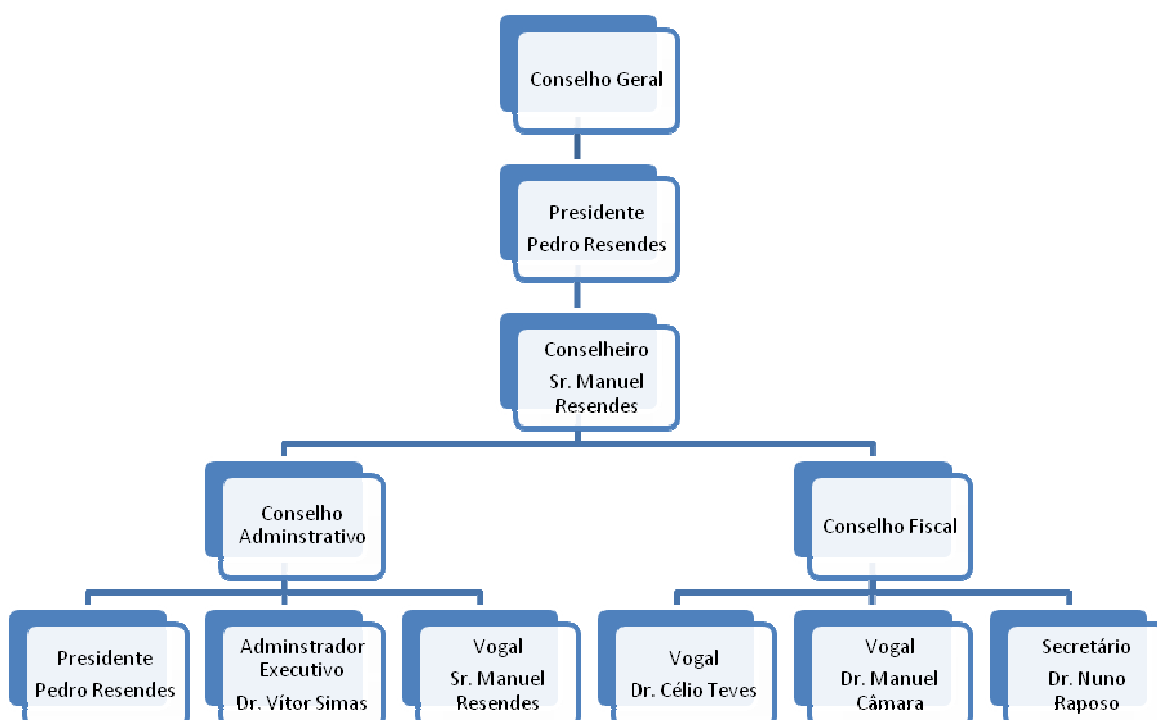 Conselho Geral
Presidente
Pedro Resendes
Conselheiro
Sr. Manuel
Resendes
Conselho
Adminstrativo
Conselho Fiscal
Presidente
Pedro Resendes
Adminstrador
Executivo
Dr. Vítor Simas
Vogal
Sr. Manuel
Resendes
Vogal
Dr. Célio Teves
Vogal
Dr. Manuel
Câmara
Secretário
Dr. Nuno
Raposo